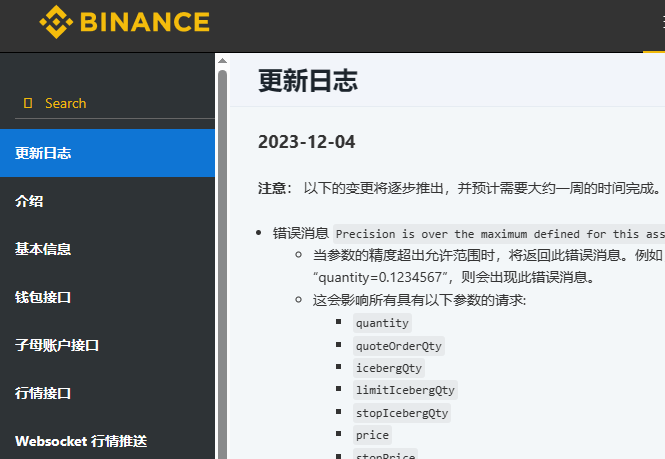 BINANCE
Search
更新日志
介绍
基本信息
钱包接口
子母账户接口
行情接口
Websocket 行情推送
更新日志
2023-12-04
注意： 以下的变更将逐步推出，并预计需要大约一周的时间完成。
错误消息 Precision is over the maximum defined for this ass
当参数的精度超出允许范围时，将返回此错误消息。例如
“quantity=0.1234567”，则会出现此错误消息。
这会影响所有具有以下参数的请求:
quantity
quoteOrderQty
icebergQty
limitIcebergQty
stopIcebergQty
price
stopPrice